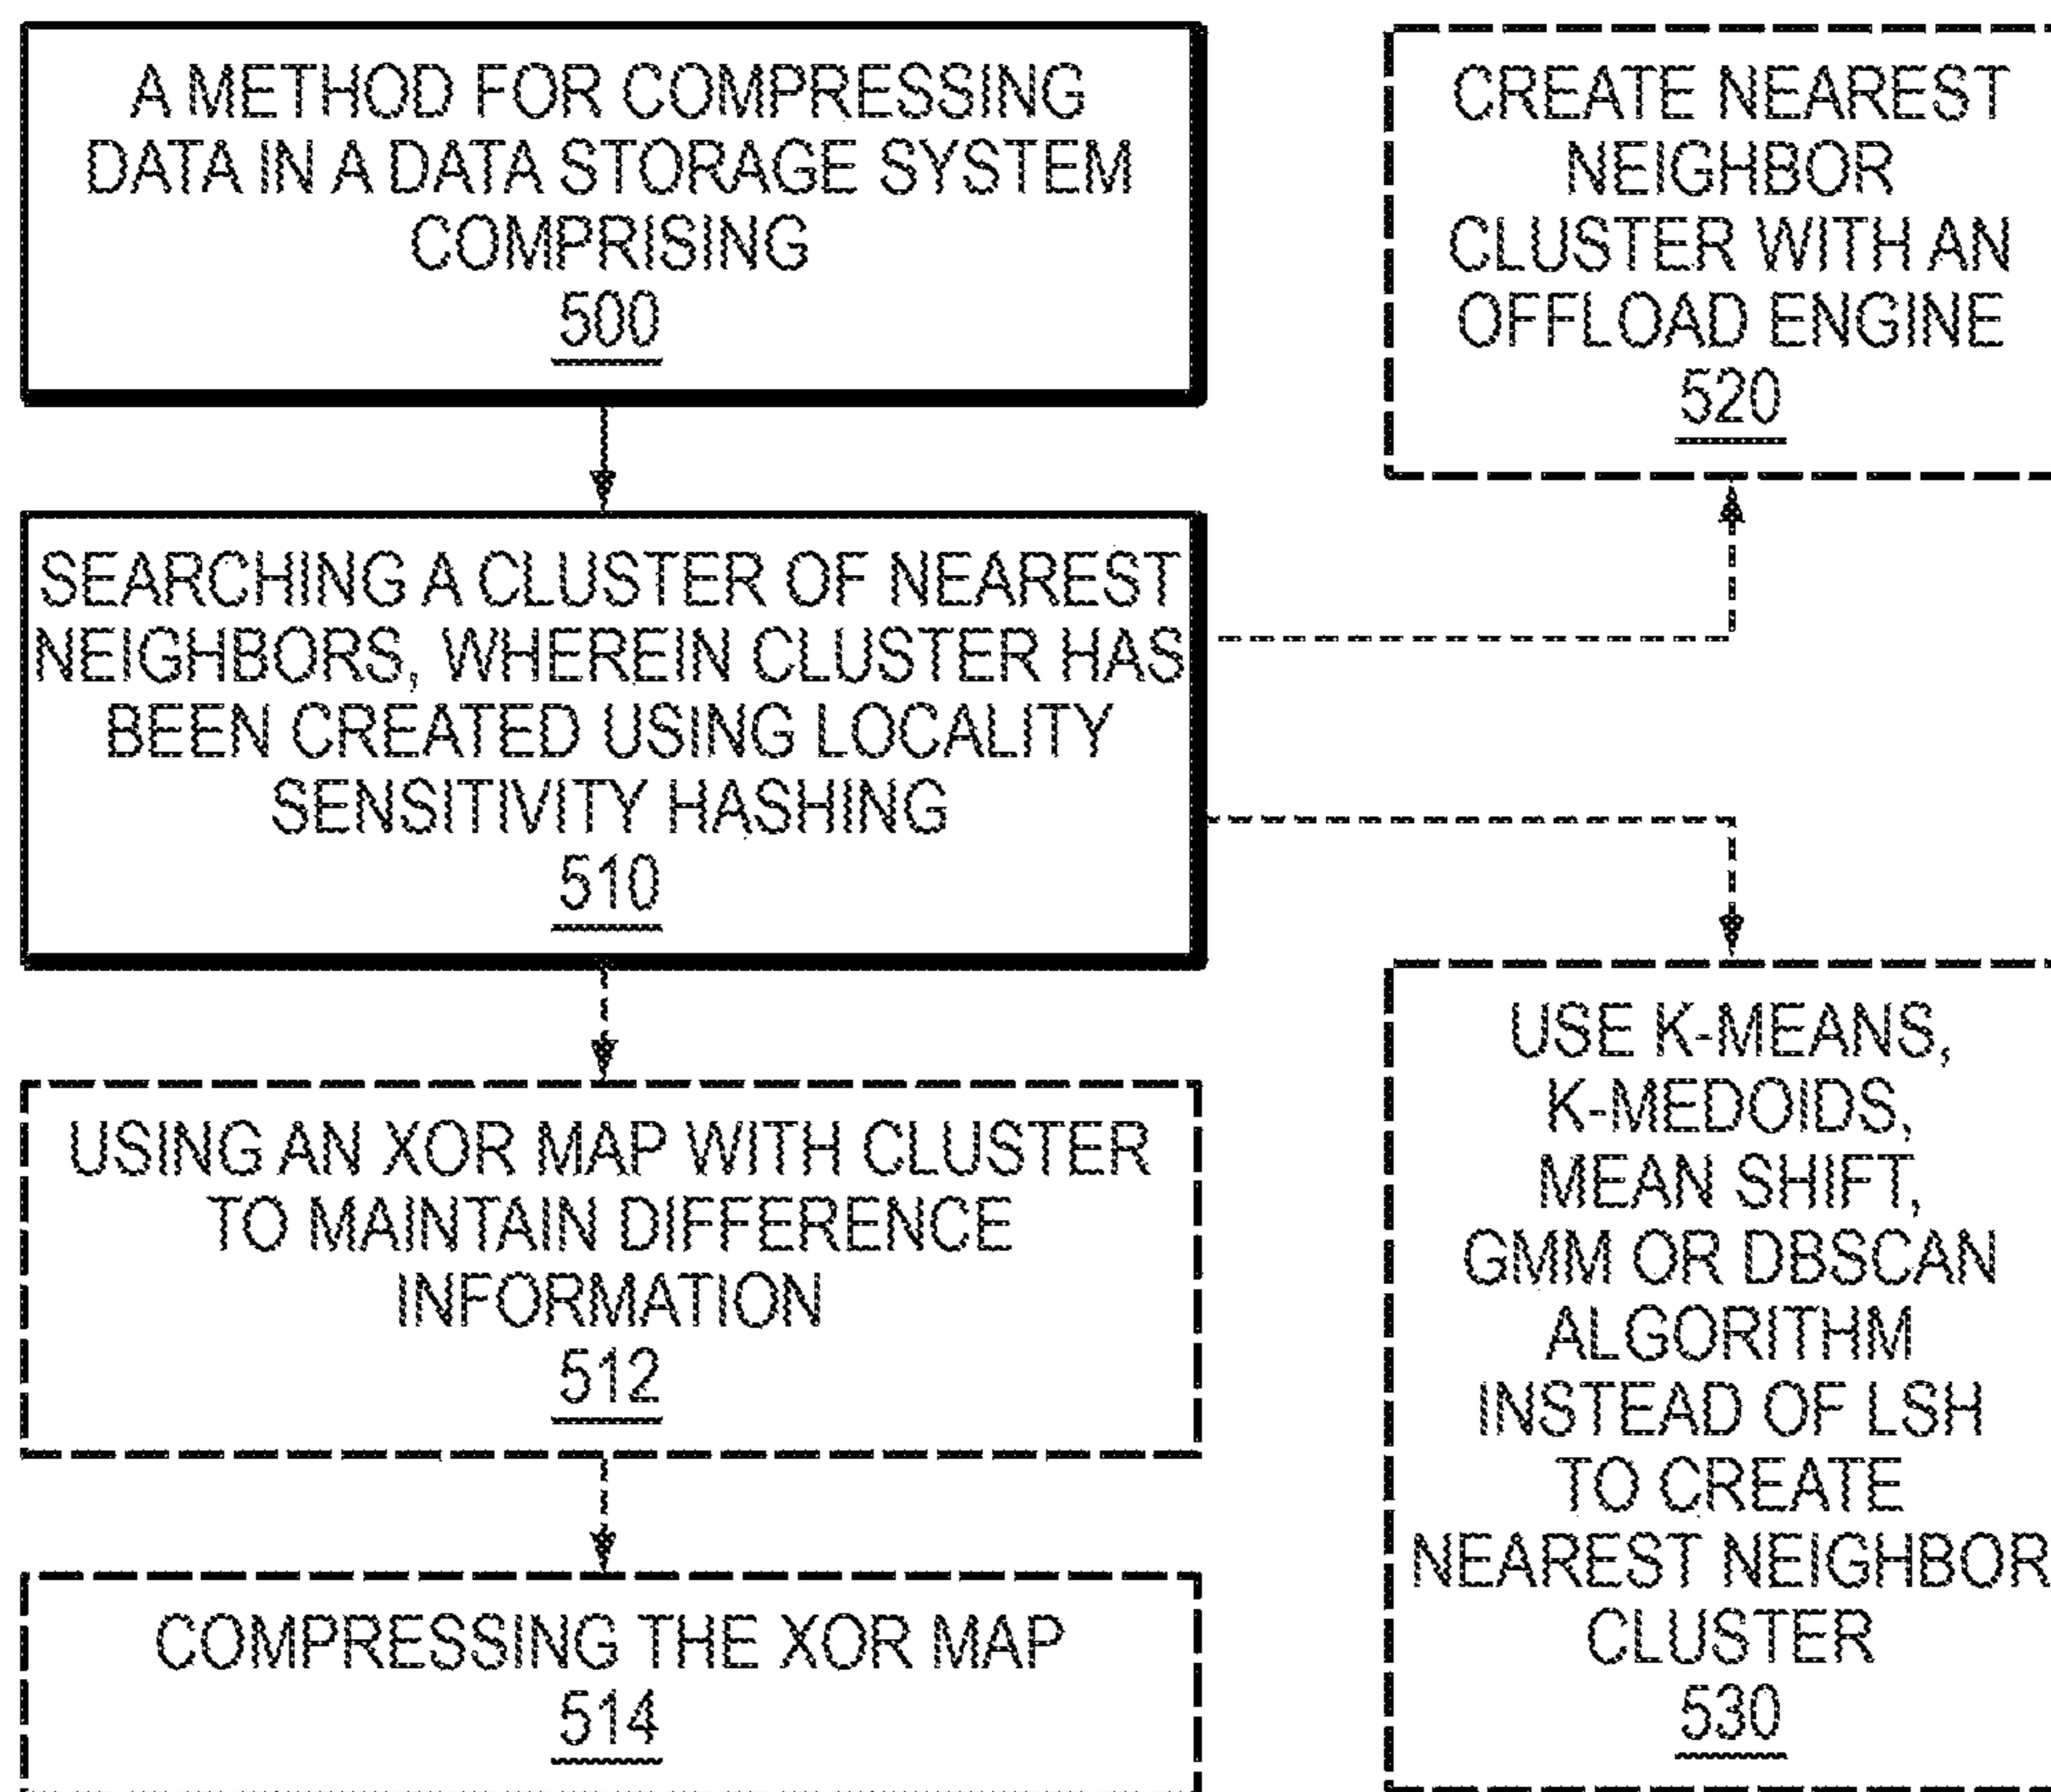 A METHOD FOR COMPRESSING
DATA IN A DATA STORAGE SYSTEM
COMPRISING
500
SEARCHING A CLUSTER OF NEAREST
NEIGHBORS, WHEREIN CLUSTER HAS
BEEN CREATED USING LOCALITY
SENSITIVITY HASHING
510
USING AN XOR MAP WITH CLUSTER
TO MAINTAIN DIFFERENCE
INFORMATION
512
COMPRESSING THE XOR MAP
514
CREATE NEAREST
NEIGHBOR
CLUSTER WITH AN
OFFLOAD ENGINE
520
USE K-MEANS,
K-MEDOIDS,
MEAN SHIFT,
GMM OR DBSCAN
ALGORITHM
INSTEAD OF LSH
TO CREATE
NEAREST NEIGHBOR
CLUSTER
530